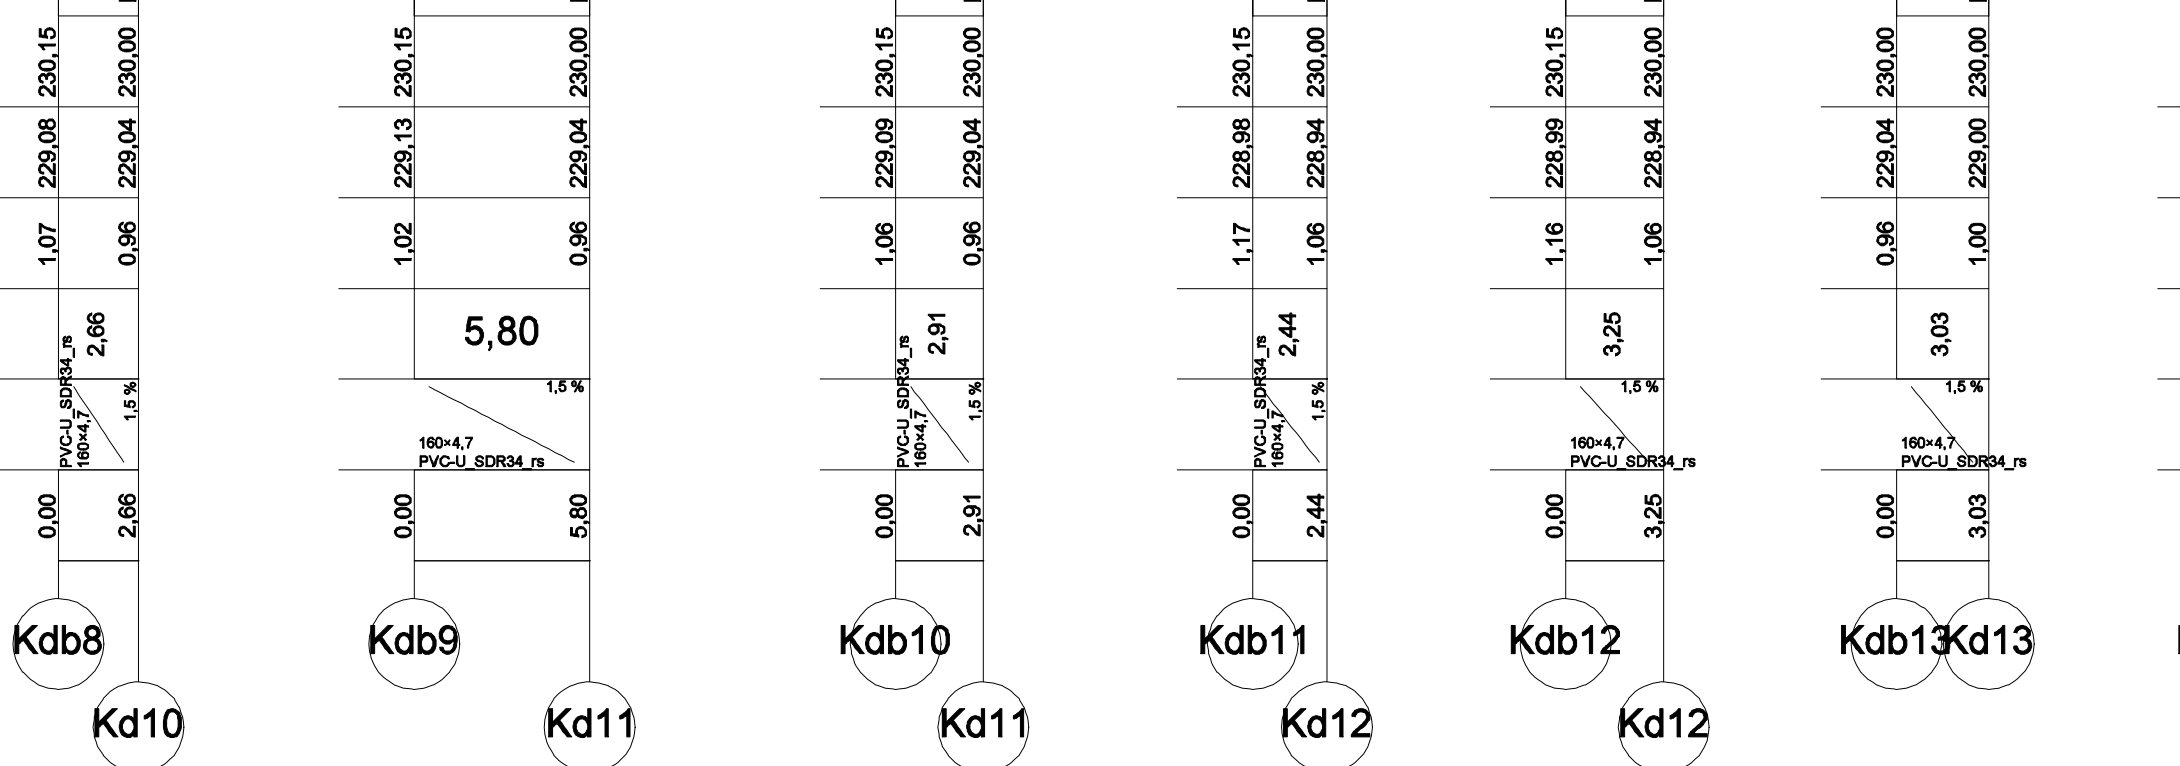 230,15 230,00 230,15 230,00 230,15 230,00 230,15 230,00 230,15 230,00 230,00 230,00
229,08 229,04 229,13 229,04 229,09 229,04 228,98 228,94 228,99 228,94 229,04 229,00
1,07 0,96 1,02 0,96 1,06 0,96 1,17 1,06 1,16 1,06 0,96 1,00
2,66 5,80 2,91 2,44 3,25 3,03
PVC-U_SDR34_rs
160×4,7
1,5 %
1,5 %
160×4,7
PVC-U_SDR34_rs
PVC-U_SDR34_rs
160×4,7
1,5 %
PVC-U_SDR34_rs
160×4,7
1,5 %
1,5 %
160×4,7
PVC-U_SDR34_rs
1,5 %
160×4,7
PVC-U_SDR34_rs
0,00 2,66 0,00 5,80 0,00 2,91 0,00 2,44 0,00 3,25 0,00 3,03
Kdb8 Kdb9 Kdb10 Kdb11 Kdb12 Kdb13 Kd13
Kd10 Kd11 Kd11 Kd12 Kd12